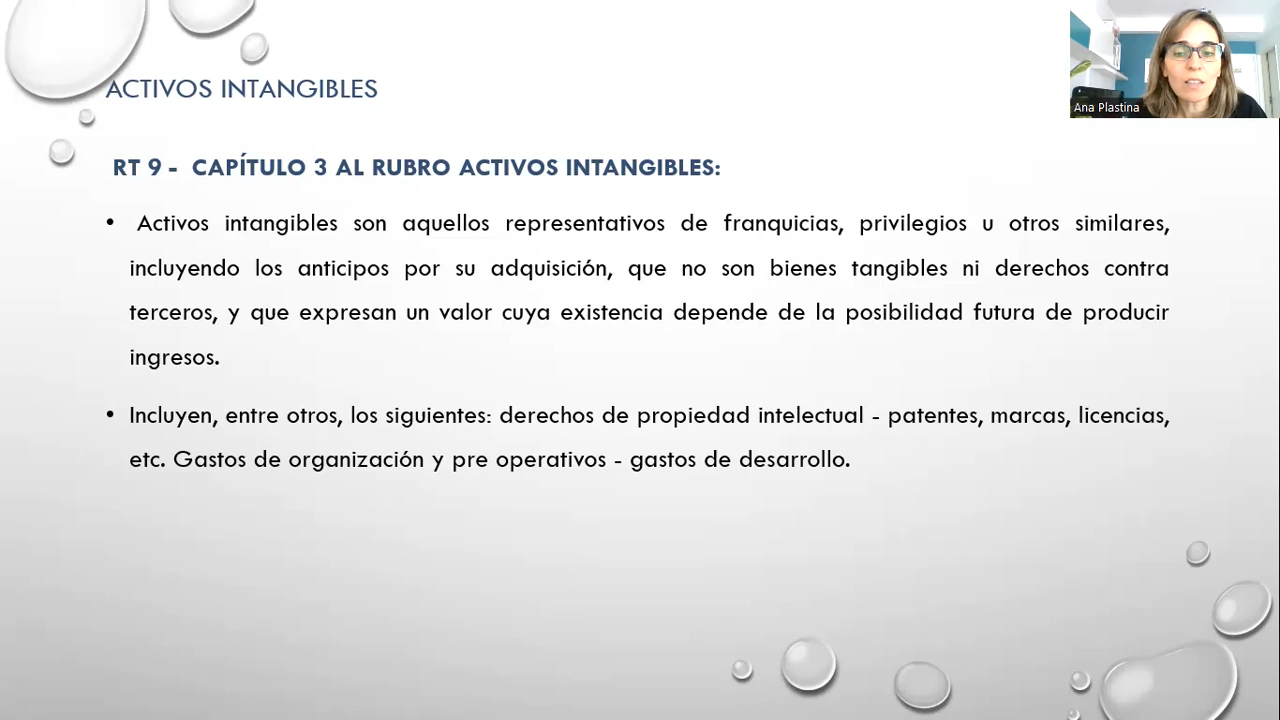 ACTIVOS INTANGIBLES
Ana Plastina
RT 9 - CAPÍTULO 3 AL RUBRO ACTIVOS INTANGIBLES:
• Activos intangibles son aquellos representativos de franquicias, privilegios u otros similares,
incluyendo los anticipos por su adquisición, que no son bienes tangibles ni derechos contra
terceros, y que expresan un valor cuya existencia depende de la posibilidad futura de producir
ingresos.
• Incluyen, entre otros, los siguientes: derechos de propiedad intelectual - patentes, marcas, licencias,
etc. Gastos de organización y pre operativos - gastos de desarrollo.